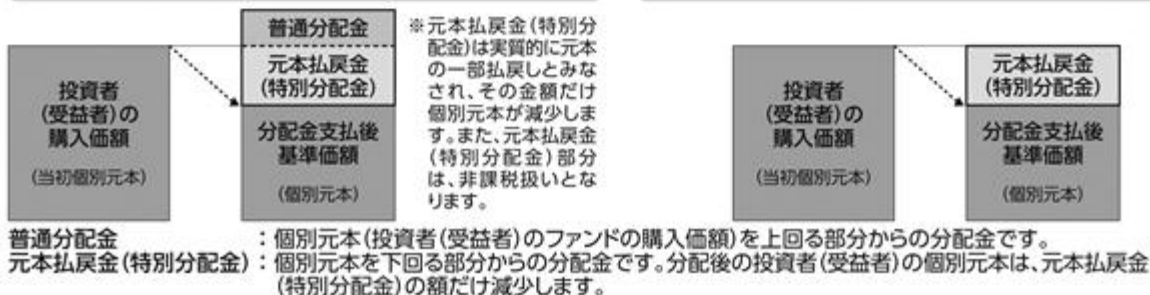 普通分配金
元本払戻金
(特別分配金)
投資者
(受益者)の
購入価額
(当初個別元本)
分配金支払後
基準価額
(個別元本)
※元本払戻金(特別分
配金)は実質的に元本
の一部払戻しとみな
され、その金額だけ
個別元本が減少しま
す。また、元本払戻金
(特別分配金)部分
は、非課税扱いとな
ります。
投資者
(受益者)の
購入価額
(当初個別元本)
元本払戻金
(特別分配金)
分配金支払後
基準価額
(個別元本)
普通分配金 :個別元本(投資者(受益者)のファンドの購入価額)を上回る部分からの分配金です。
元本払戻金(特別分配金):個別元本を下回る部分からの分配金です。分配後の投資者(受益者)の個別元本は、元本払戻金
(特別分配金)の額だけ減少します。